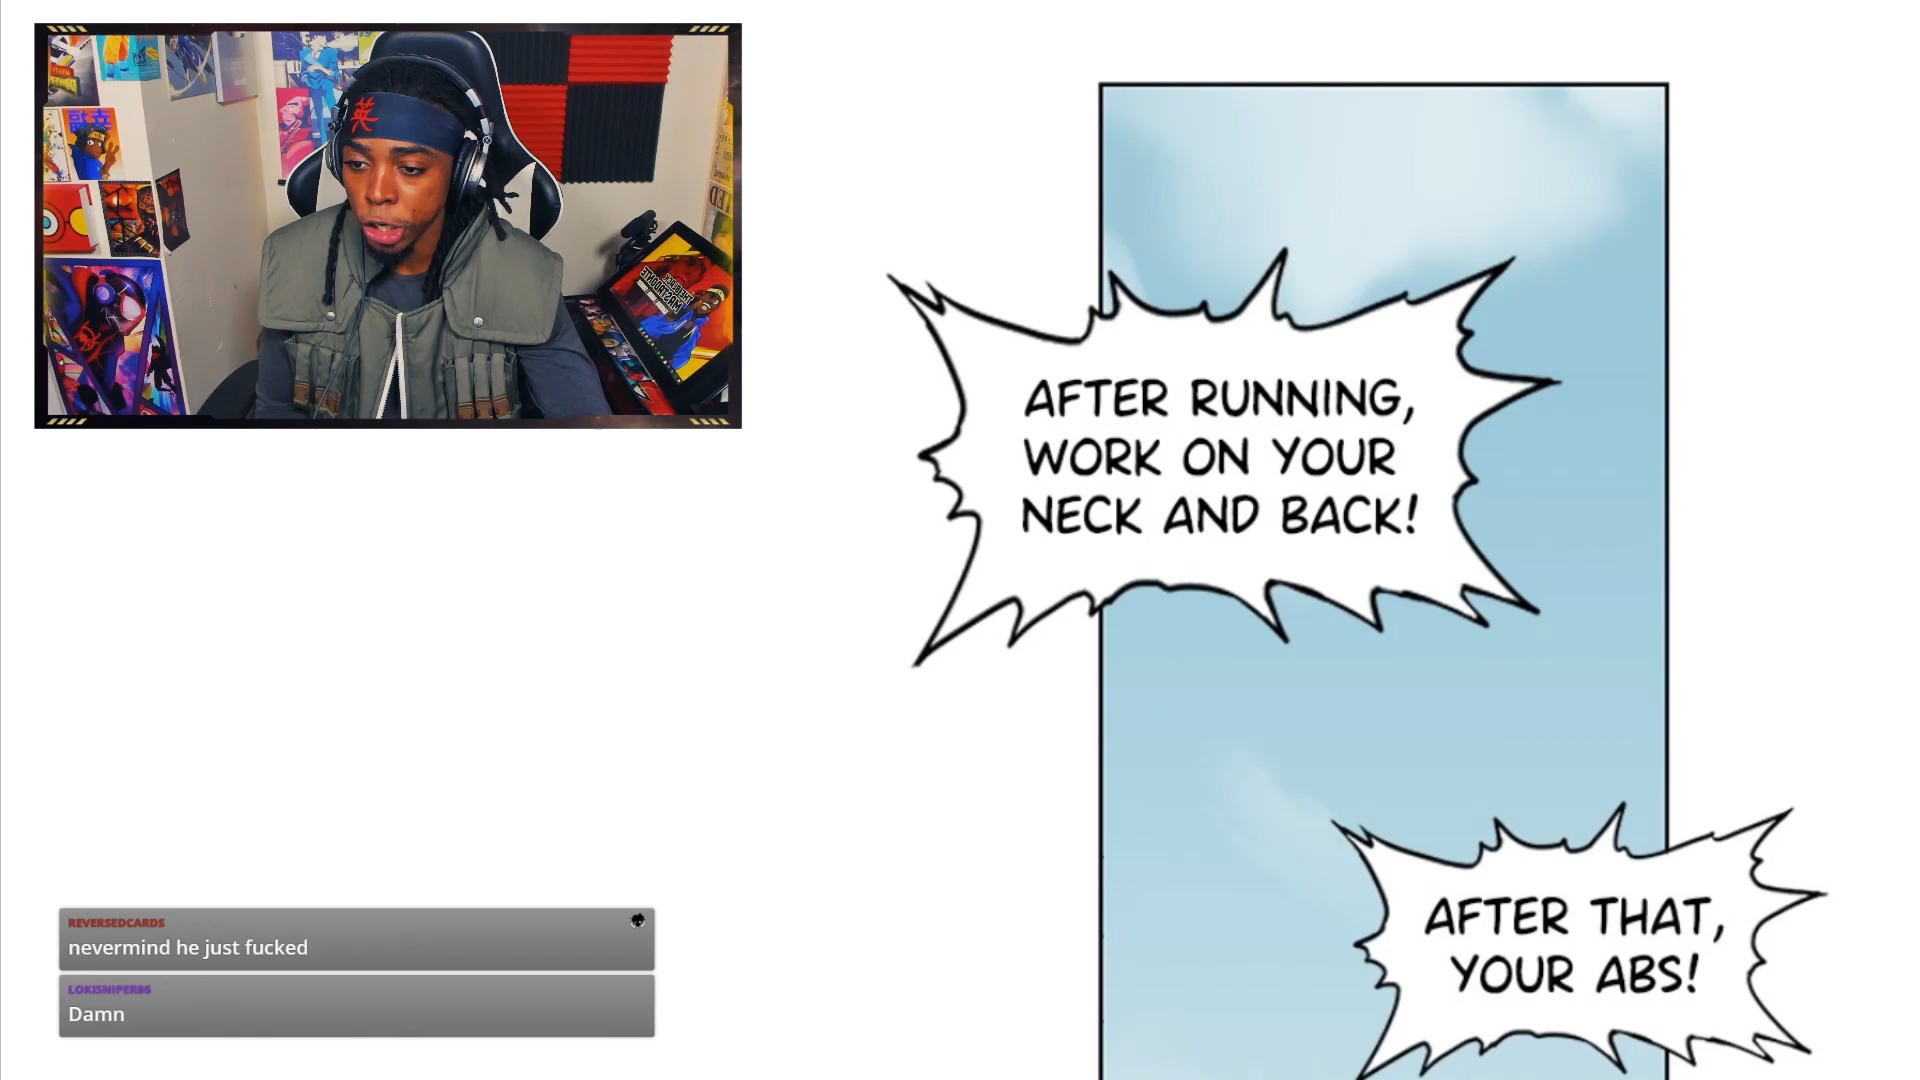 AFTER RUNNING,
WORK ON YOUR
NECK AND BACK!
AFTER THAT,
YOUR ABS!
REVERSEDCARDS
nevermind he just fucked
LOKISNIPER86
Damn